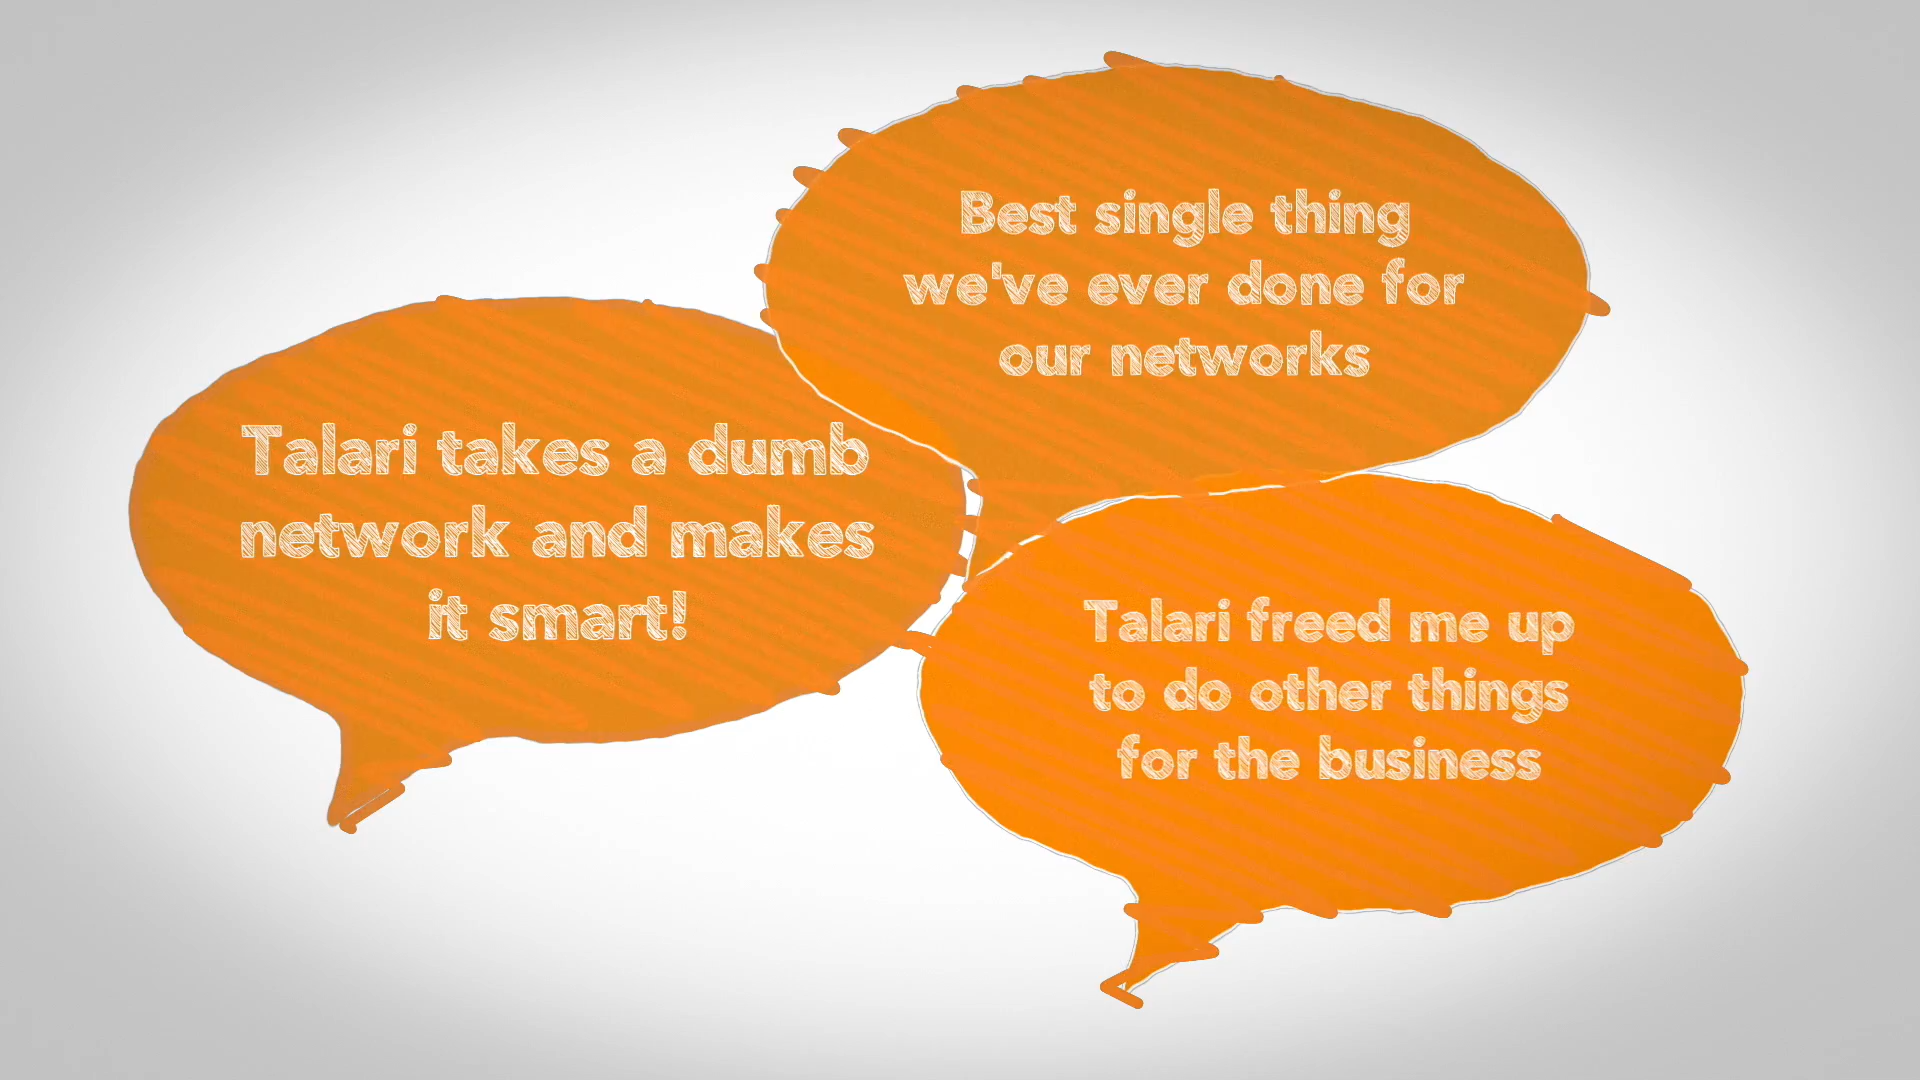 Best single thing
we've ever done for
our networks
Talari takes a dumb
network and makes
it smart!
Talari freed me up
to do other things
for the business